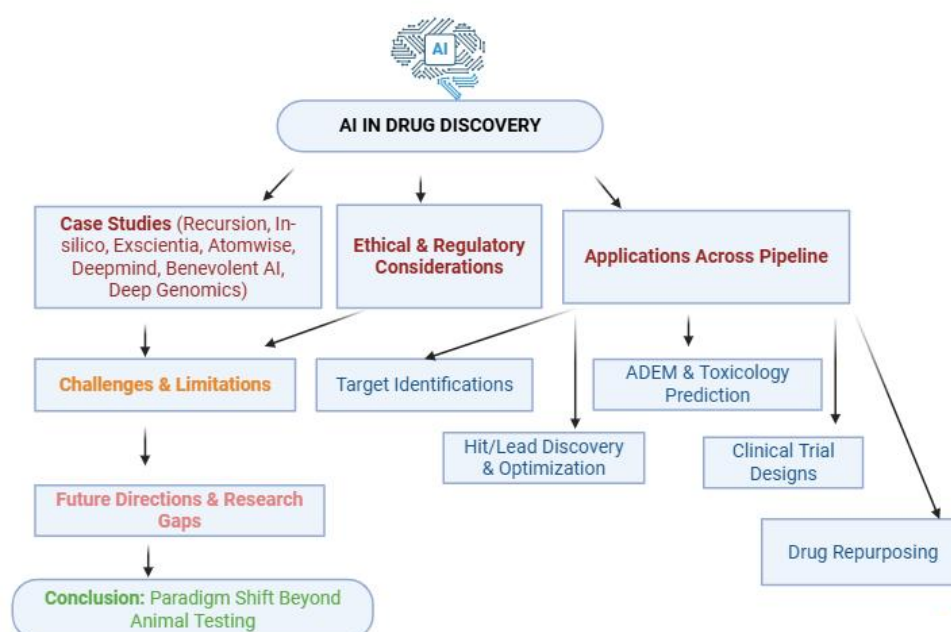 AI
AI IN DRUG DISCOVERY
Case Studies (Recursion, In-
silico, Exscientia, Atomwise,
Deepmind, Benevolent AI,
Deep Genomics)
Ethical & Regulatory
Considerations
Applications Across Pipeline
Challenges & Limitations
Target Identifications
ADEM & Toxicology
Prediction
Hit/Lead Discovery
& Optimization
Clinical Trial
Designs
Future Directions & Research
Gaps
Drug Repurposing
Conclusion: Paradigm Shift Beyond
Animal Testing